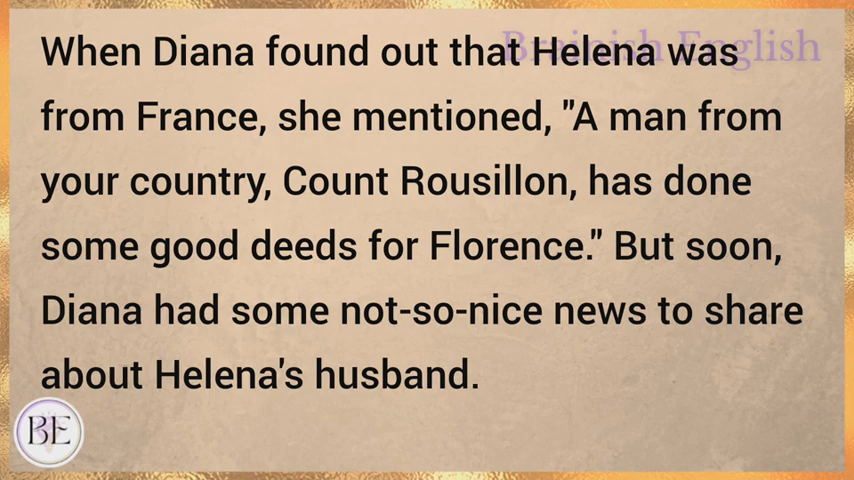 Brainish English
When Diana found out that Helena was
from France, she mentioned, "A man from
your country, Count Rousillon, has done
some good deeds for Florence." But soon,
Diana had some not-so-nice news to share
about Helena's husband.
BE